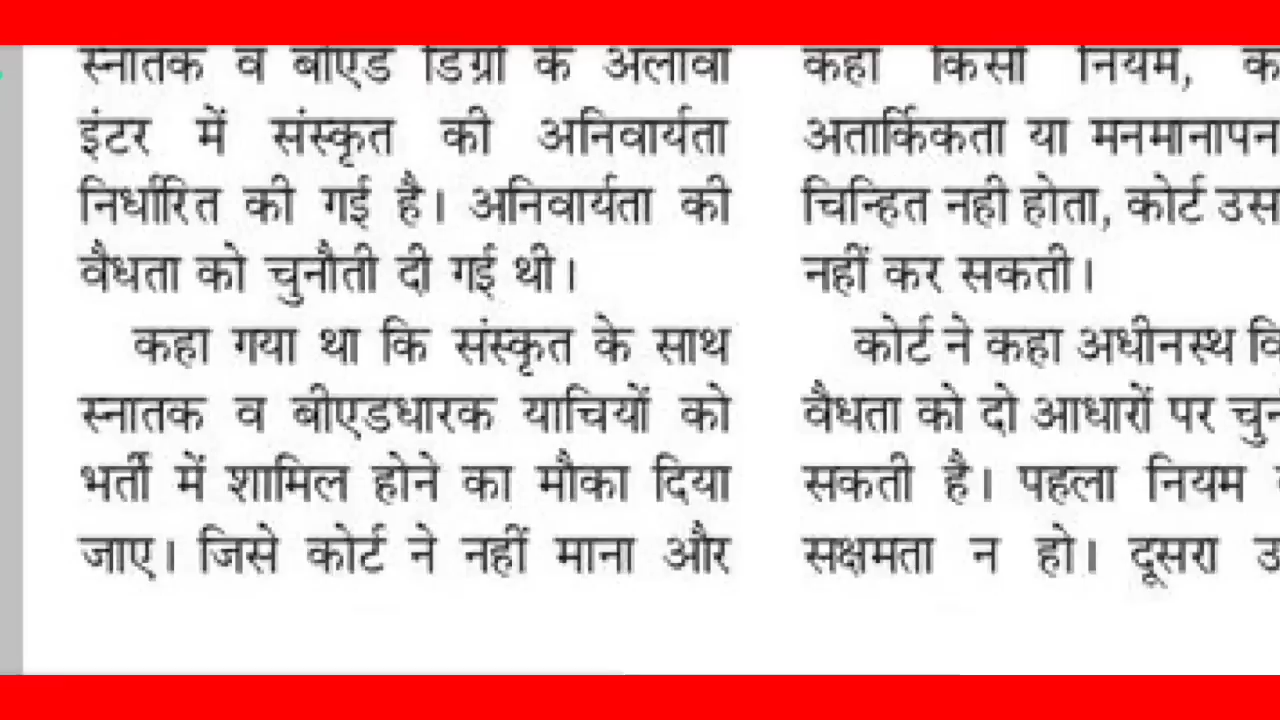 स्नातक व बीएड डिग्री के अलावा
इंटर में संस्कृत की अनिवार्यता
निर्धारित की गई है। अनिवार्यता की
वैधता को चुनौती दी गई थी।
कहा गया था कि संस्कृत के साथ
स्नातक व बीएडधारक याचियों को
भर्ती में शामिल होने का मौका दिया
जाए। जिसे कोर्ट ने नहीं माना और
कहा किसी नियम,
अतार्किकता या मनमानापन
चिन्हित नही होता, कोर्ट उस
नहीं कर सकती।
कोर्ट ने कहा अधीनस्थ
वैधता को दो आधारों पर
सकती है। पहला नियम
सक्षमता न हो। दूसरा